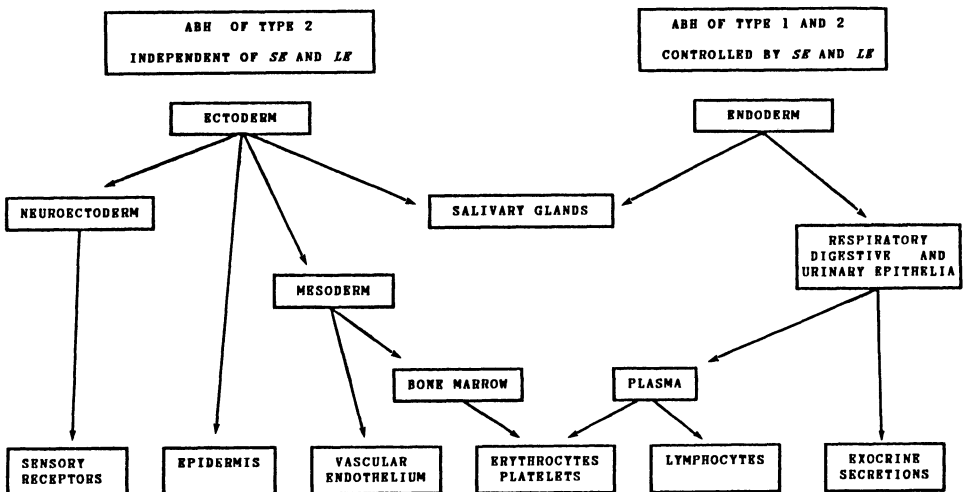 ABH OF TYPE 2
INDEPENDENT OF SE AND LE
ABH OF TYPE 1 AND 2
CONTROLLED BY SE AND LE
ECTODERM
ENDODERM
NEUROECTODERM
SALIVARY GLANDS
RESPIRATORY
DIGESTIVE AND
URINARY EPITHELIA
MESODERM
BONE MARROW
PLASMA
SENSORY
RECEPTORS
EPIDERMIS
VASCULAR
ENDOTHELIUM
ERYTHROCYTES
PLATELETS
LYMPHOCYTES
EXOCRINE
SECRETIONS